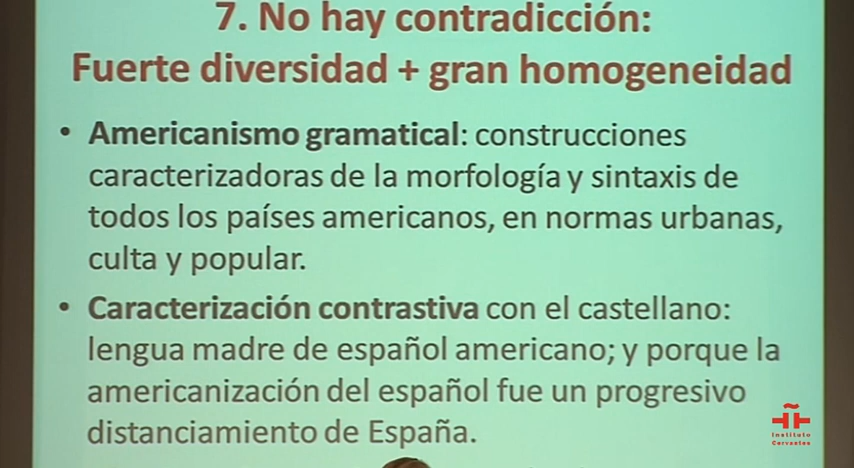 7. No hay contradicción:
Fuerte diversidad + gran homogeneidad
• Americanismo gramatical: construcciones
caracterizadoras de la morfología y sintaxis de
todos los países americanos, en normas urbanas,
culta y popular.
• Caracterización contrastiva con el castellano:
lengua madre de español americano; y porque la
americanización del español fue un progresivo
distanciamiento de España.
Instituto
Cervantes